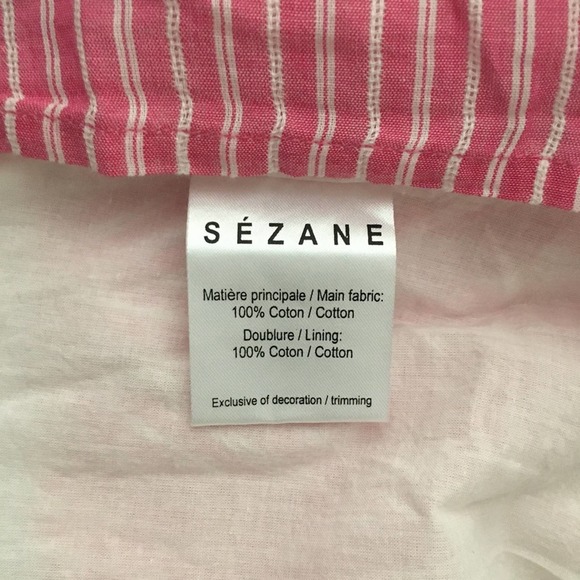 SÉZANE
Matière principale / Main fabric:
100% Coton / Cotton
Doublure / Lining:
100% Coton / Cotton
Exclusive of decoration / trimming